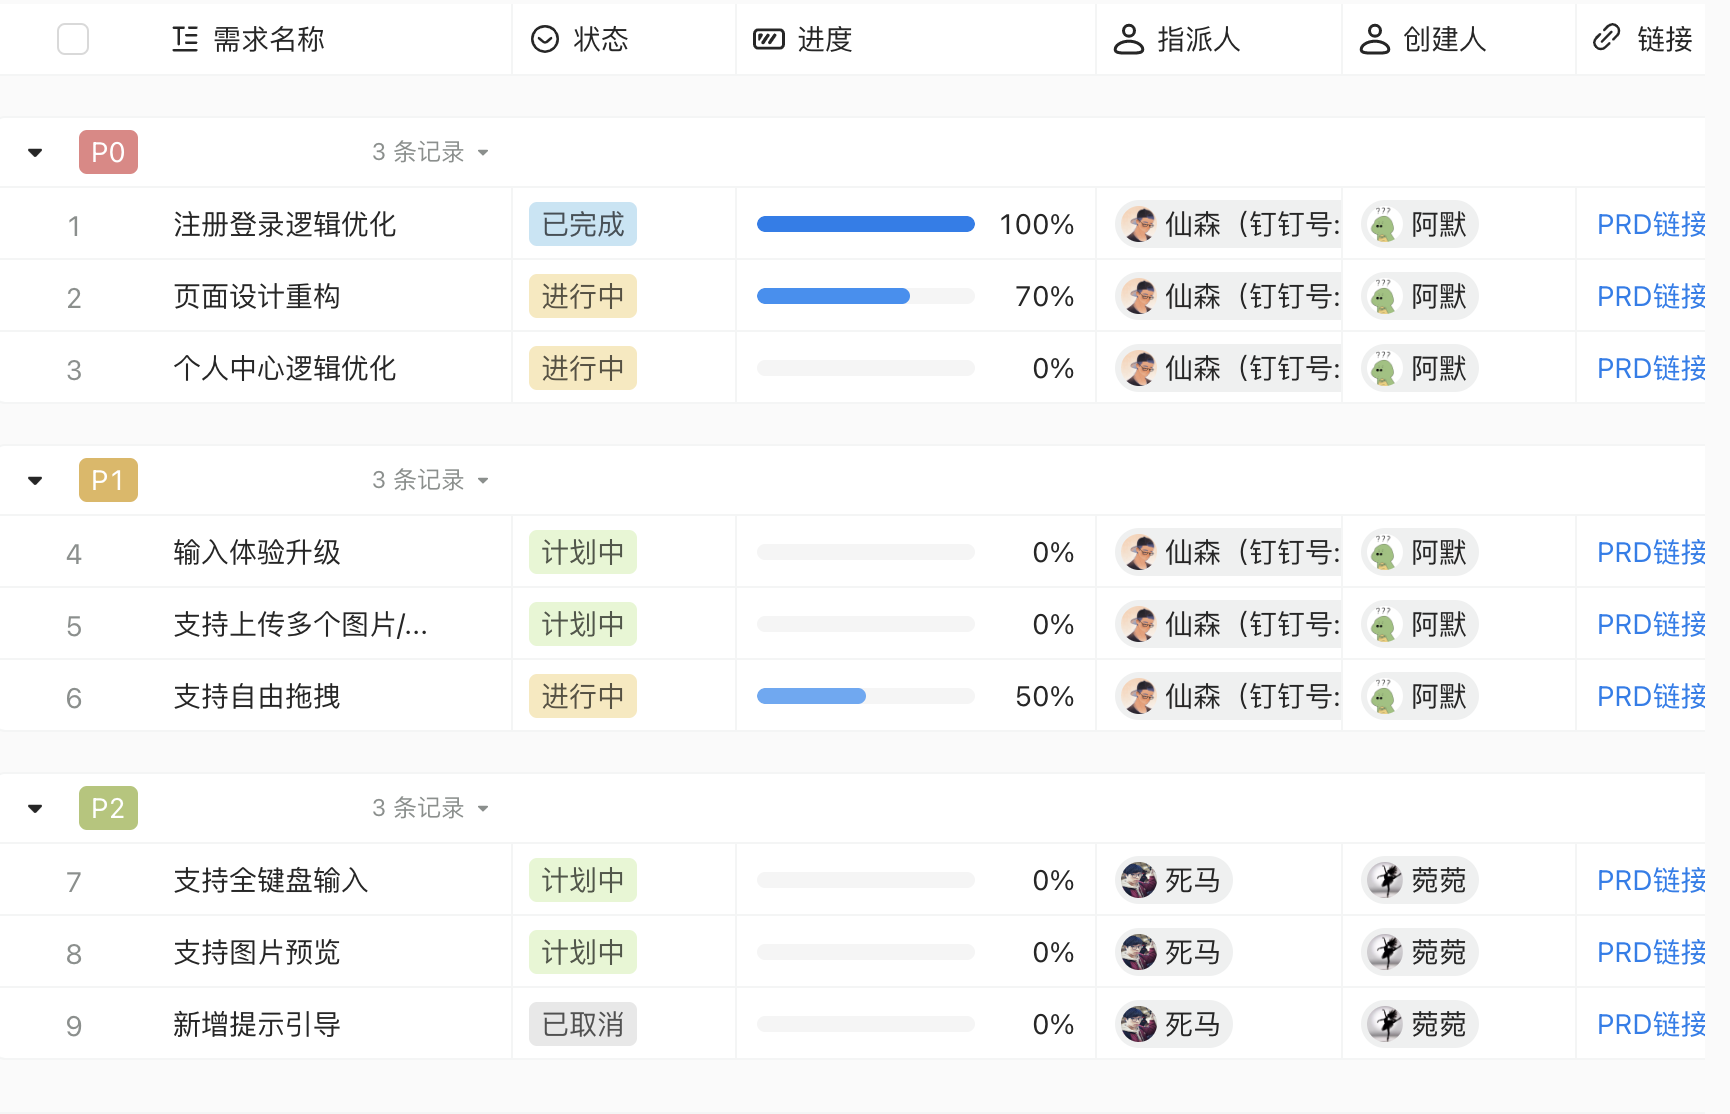 需求名称 状态 进度 指派人 创建人 链接
P0 3 条记录
1 注册登录逻辑优化 已完成 100% 仙森（钉钉号: 阿默 PRD链接
2 页面设计重构 进行中 70% 仙森（钉钉号: 阿默 PRD链接
3 个人中心逻辑优化 进行中 0% 仙森（钉钉号: 阿默 PRD链接
P1 3 条记录
4 输入体验升级 计划中 0% 仙森（钉钉号: 阿默 PRD链接
5 支持上传多个图片/... 计划中 0% 仙森（钉钉号: 阿默 PRD链接
6 支持自由拖拽 进行中 50% 仙森（钉钉号: 阿默 PRD链接
P2 3 条记录
7 支持全键盘输入 计划中 0% 死马 菀菀 PRD链接
8 支持图片预览 计划中 0% 死马 菀菀 PRD链接
9 新增提示引导 已取消 0% 死马 菀菀 PRD链接